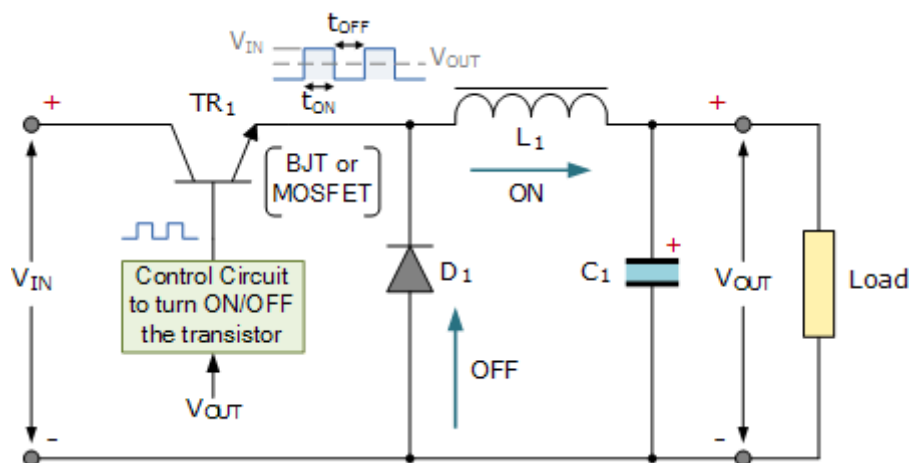 tOFF
VIN
VOUT
tON
+
TR1
+
L1
BJT or
MOSFET
ON
+
VIN
Control Circuit
to turn ON/OFF
the transistor
D1
C1
VOUT
Load
OFF
VOUT
-
-